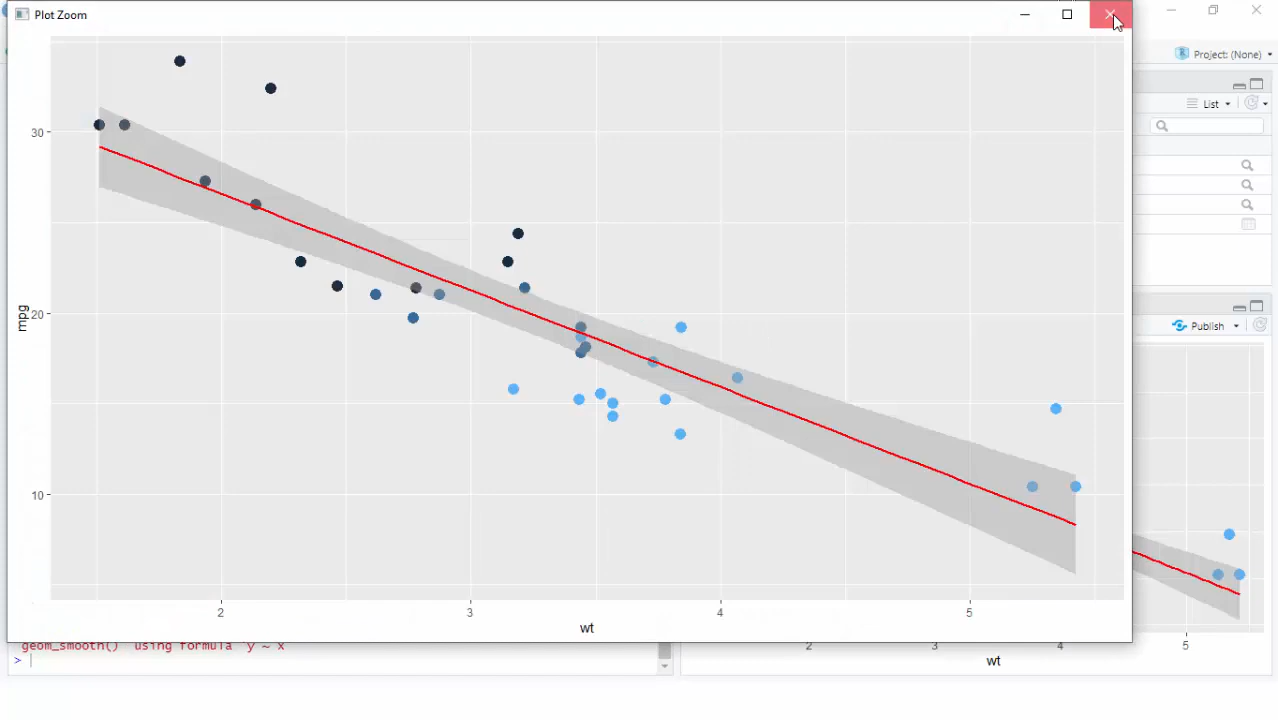 Plot Zoom
Project: (None)
List
30
20
10
mpg
2
3
4
5
wt
Publish
geom_smooth() using formula 'y ~ x
>
2
3
4
5
wt